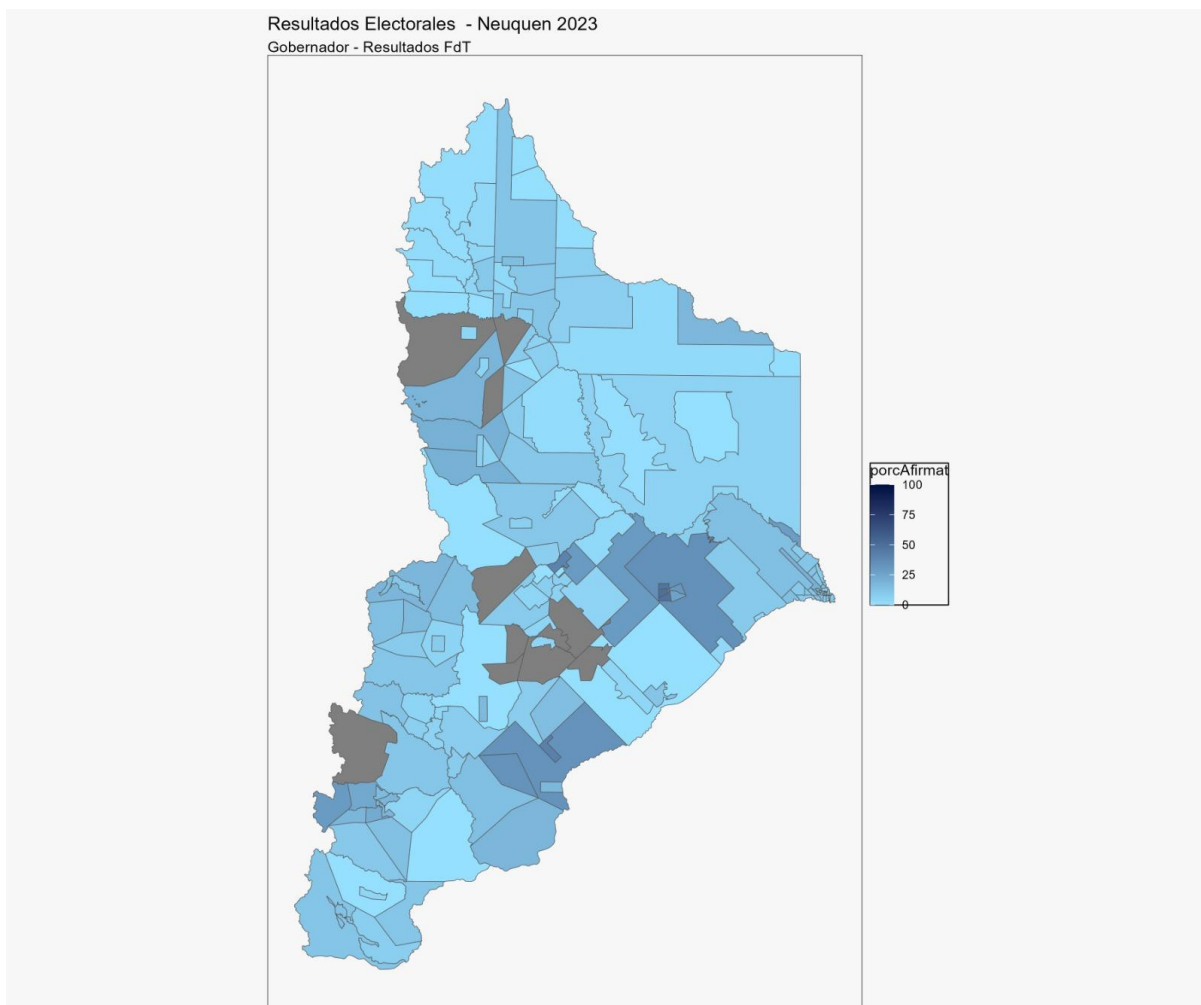 Resultados Electorales  - Neuquen 2023
Gobernador - Resultados FdT
porcAfirmat
100
75
50
25
0